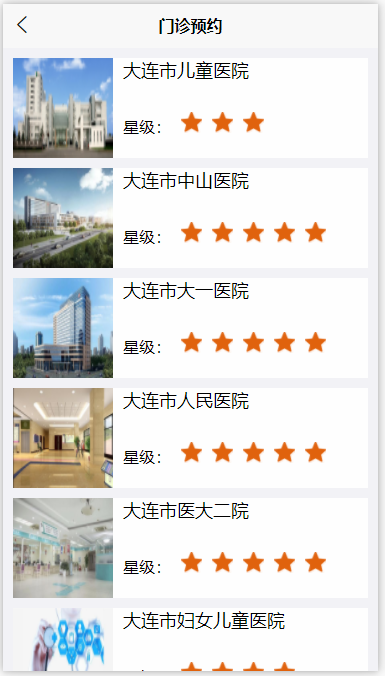 门诊预约
大连市儿童医院
星级：
大连市中山医院
星级：
大连市大一医院
星级：
大连市人民医院
星级：
大连市医大二院
星级：
大连市妇女儿童医院